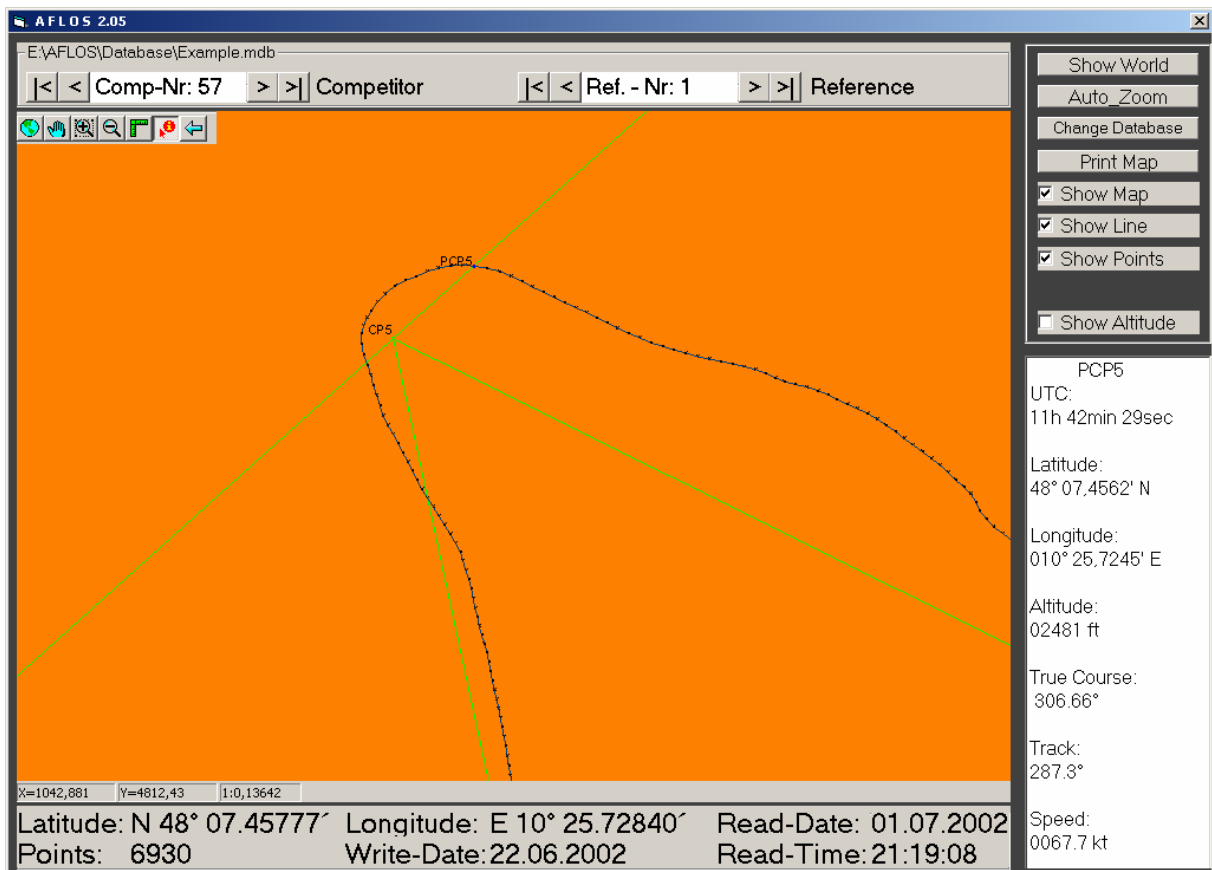 AFLOS 2.05
E:\AFLOS\Database\Example.mdb
|< < Comp-Nr: 57 > >| Competitor |< < Ref. - Nr: 1 > >| Reference
Show World
Auto_Zoom
Change Database
Print Map
Show Map
Show Line
Show Points
Show Altitude
PCP5
CP5
PCP5
UTC:
11h 42min 29sec
Latitude:
48° 07,4562' N
Longitude:
010° 25,7245' E
Altitude:
02481 ft
True Course:
306.66°
Track:
287.3°
Speed:
0067.7 kt
X=1042,881 Y=4812,43 1:0,13642
Latitude: N 48° 07.45777´ Longitude: E 10° 25.72840´ Read-Date: 01.07.2002
Points: 6930 Write-Date: 22.06.2002 Read-Time: 21:19:08